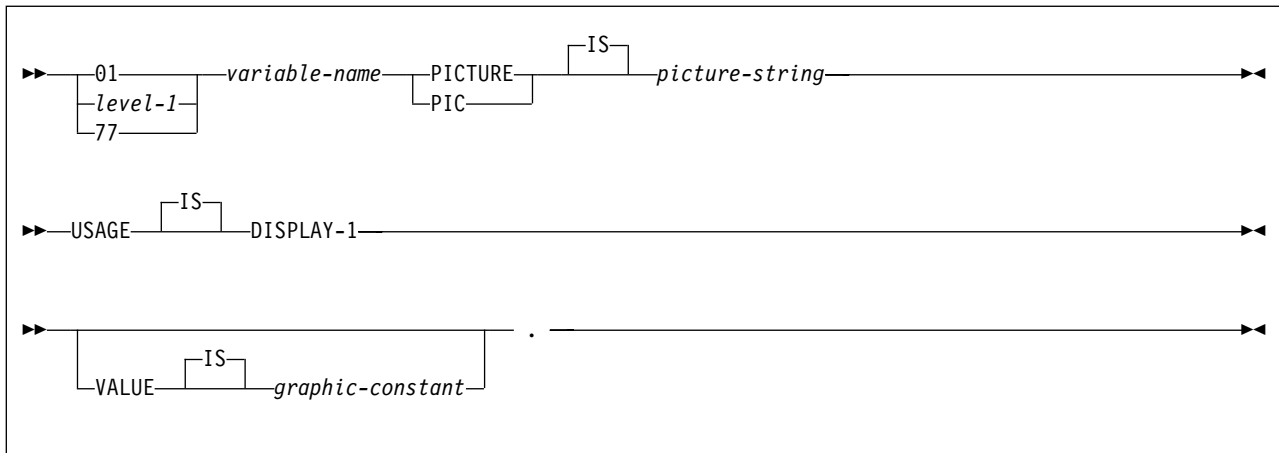 IS
01 variable-name PICTURE picture-string
level-1 PIC
77
IS
USAGE DISPLAY-1
.
IS
VALUE graphic-constant